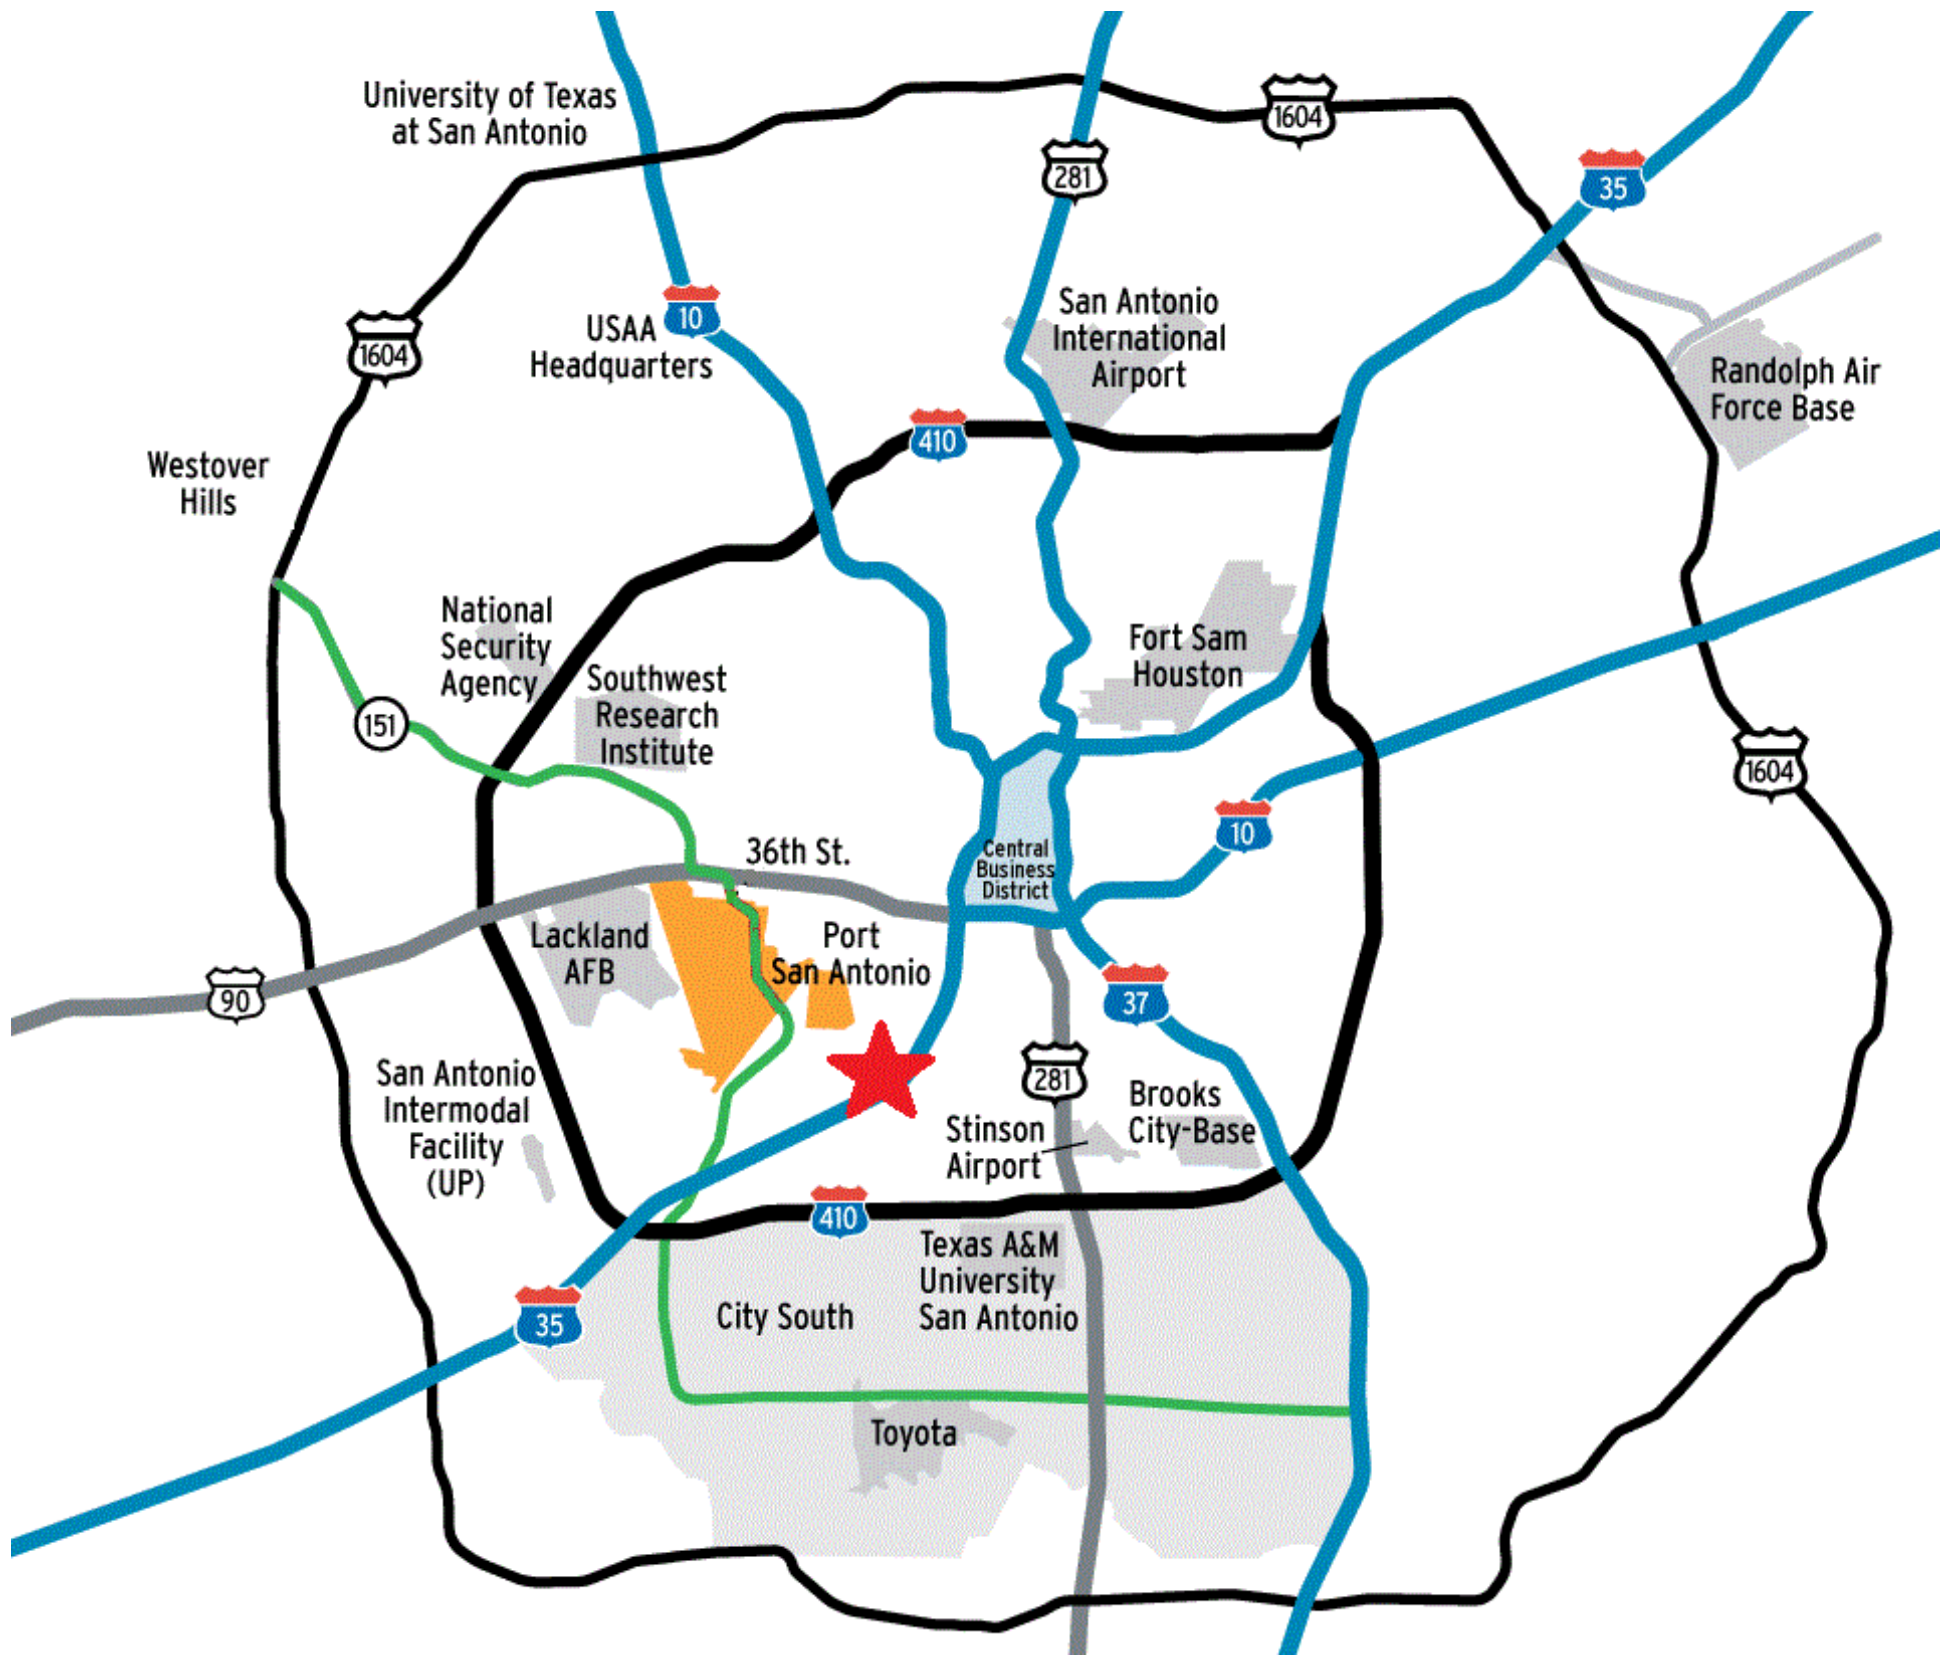 University of Texas
at San Antonio
1604
281
35
10
USAA
Headquarters
San Antonio
International
Airport
1604
Randolph Air
Force Base
410
Westover
Hills
National
Security
Agency
Southwest
Research
Institute
Fort Sam
Houston
151
1604
10
36th St.
Central
Business
District
Lackland
AFB
Port
San Antonio
90
37
San Antonio
Intermodal
Facility
(UP)
281
Brooks
City-Base
Stinson
Airport
410
Texas A&M
University
San Antonio
City South
35
Toyota